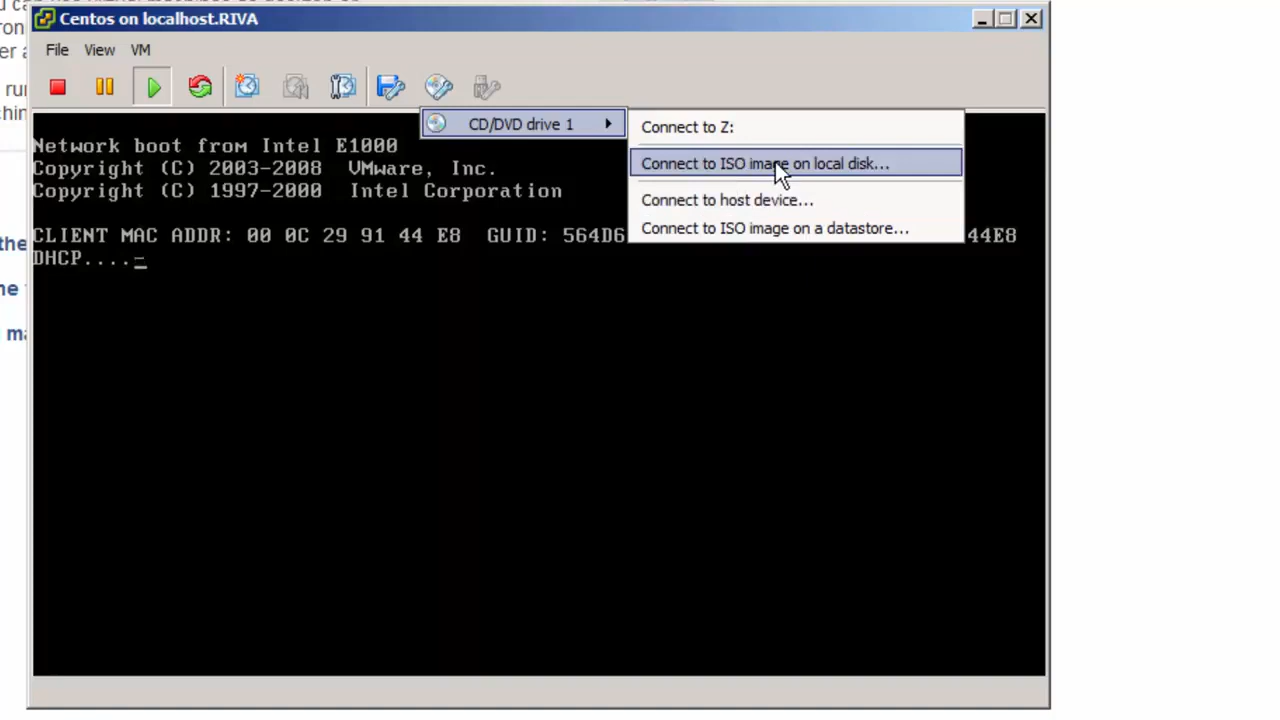 Centos on localhost.RIVA
File View VM
CD/DVD drive 1
Connect to Z:
Connect to ISO image on local disk...
Connect to host device...
Connect to ISO image on a datastore...
Network boot from Intel E1000
Copyright (C) 2003-2008 VMware, Inc.
Copyright (C) 1997-2000 Intel Corporation
CLIENT MAC ADDR: 00 0C 29 91 44 E8 GUID: 564D6 44E8
DHCP....-
the